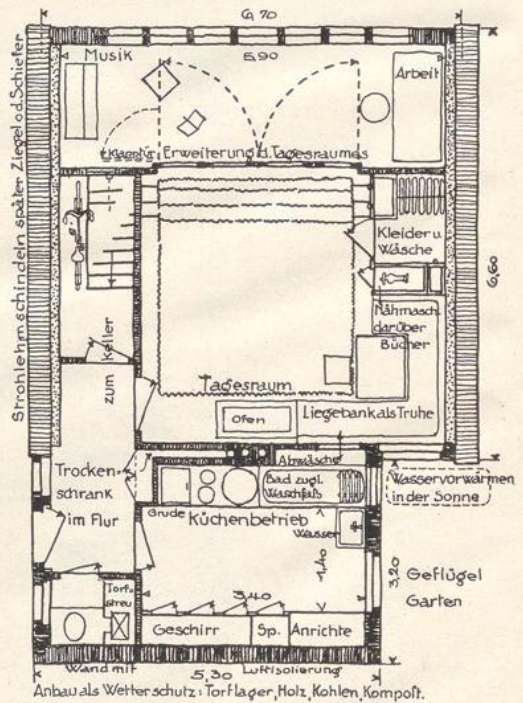 6,70
Strohlehmschindeln später Ziegel o.d. Schiefer
Musik
5,90
Arbeit
Klapptür
Erweiterung d. Tagesraumes
Kleider u.
Wäsche
6,60
Nähmasch.
darüber
Bücher
zum Keller
Tagesraum
Ofen
Liegebank als Truhe
Trocken-
schrank
im Flur
Abwäsche
Bad zugl.
Waschfaß
Wasservorwärmen
in der Sonne
Grude
Küchenbetrieb
Wasser
1,40
3,20
Geflügel
Garten
Torf-
streu
3,40
Geschirr
Sp.
Anrichte
Wand mit
Luftisolierung
5,30
Anbau als Wetterschutz: Torflager, Holz, Kohlen, Kompost.